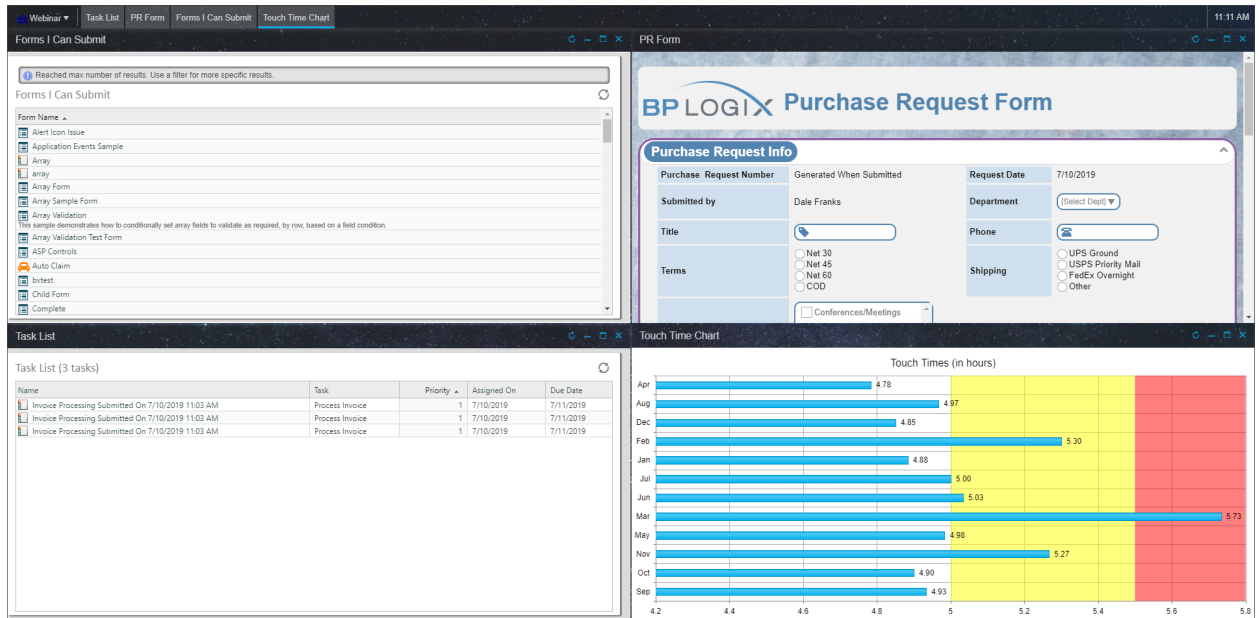 Webinar ▾ Task List PR Form Forms I Can Submit Touch Time Chart 11:11 AM
Forms I Can Submit
Reached max number of results. Use a filter for more specific results.
Forms I Can Submit
Form Name
Alert Icon Issue
Application Events Sample
Array
array
Array Form
Array Sample Form
Array Validation
This sample demonstrates how to conditionally set array fields to validate as required, by row, based on a field condition.
Array Validation Test Form
ASP Controls
Auto Claim
bvtest
Child Form
Complete
PR Form
BP LOGIX Purchase Request Form
Purchase Request Info
Purchase Request Number Generated When Submitted Request Date 7/10/2019
Submitted by Dale Franks Department [Select Dept]
Title Phone
Terms
Net 30
Net 45
Net 60
COD
Shipping
UPS Ground
USPS Priority Mail
FedEx Overnight
Other
Conferences/Meetings
Task List
Task List (3 tasks)
Name Task Priority Assigned On Due Date
Invoice Processing Submitted On 7/10/2019 11:03 AM Process Invoice 1 7/10/2019 7/11/2019
Invoice Processing Submitted On 7/10/2019 11:03 AM Process Invoice 1 7/10/2019 7/11/2019
Invoice Processing Submitted On 7/10/2019 11:03 AM Process Invoice 1 7/10/2019 7/11/2019
Touch Time Chart
Touch Times (in hours)
Apr 4.78
Aug 4.97
Dec 4.85
Feb 5.30
Jan 4.88
Jul 5.00
Jun 5.03
Mar 5.73
May 4.98
Nov 5.27
Oct 4.90
Sep 4.93
4.2 4.4 4.6 4.8 5 5.2 5.4 5.6 5.8